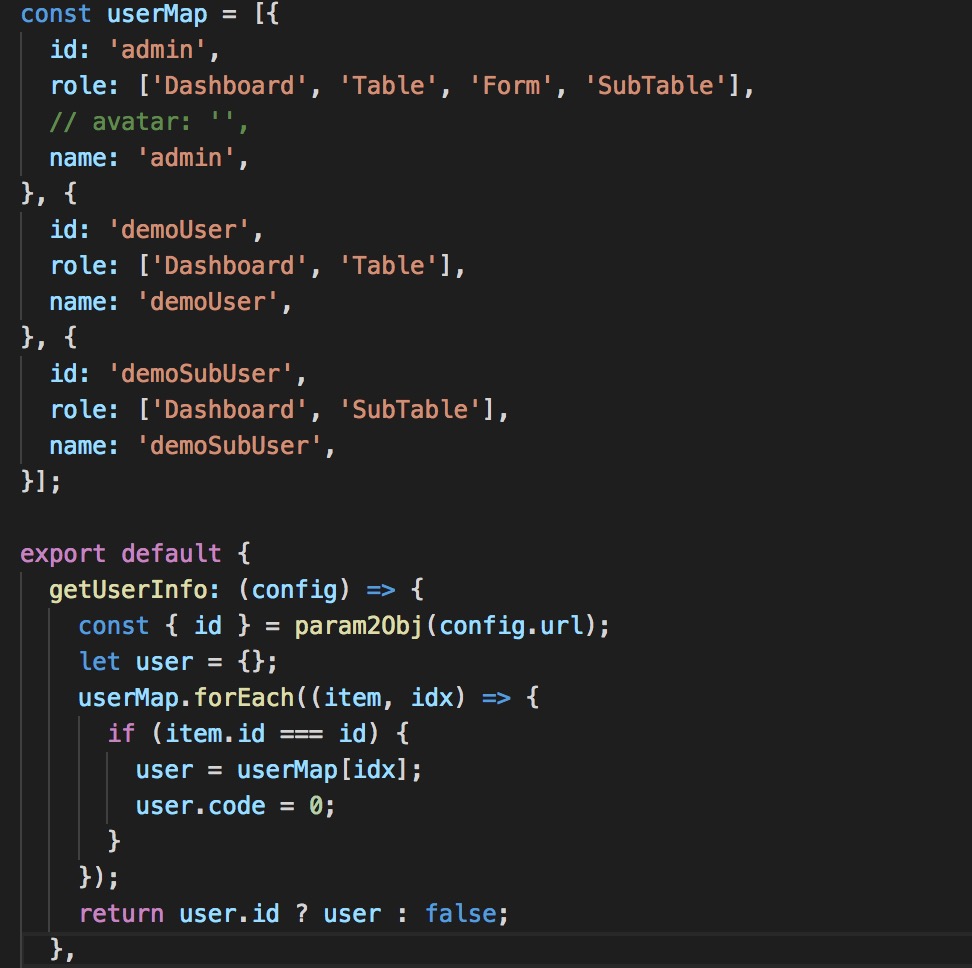 const userMap = [{
  id: 'admin',
  role: ['Dashboard', 'Table', 'Form', 'SubTable'],
  // avatar: '',
  name: 'admin',
}, {
  id: 'demoUser',
  role: ['Dashboard', 'Table'],
  name: 'demoUser',
}, {
  id: 'demoSubUser',
  role: ['Dashboard', 'SubTable'],
  name: 'demoSubUser',
}];

export default {
  getUserInfo: (config) => {
    const { id } = param2Obj(config.url);
    let user = {};
    userMap.forEach((item, idx) => {
      if (item.id === id) {
        user = userMap[idx];
        user.code = 0;
      }
    });
    return user.id ? user : false;
  },